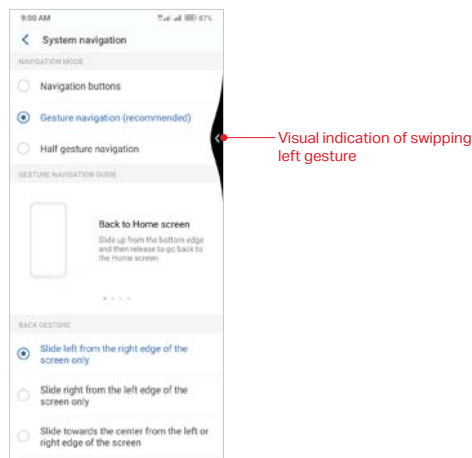 9:00 AM
87%
System navigation
NAVIGATION MODE
Navigation buttons
Gesture navigation (recommended)
Half gesture navigation
Visual indication of swipping
left gesture
GESTURE NAVIGATION GUIDE
Back to Home screen
Slide up from the bottom edge
and then release to go back to
the Home screen
BACK GESTURE
Slide left from the right edge of the
screen only
Slide right from the left edge of the
screen only
Slide towards the center from the left or
right edge of the screen